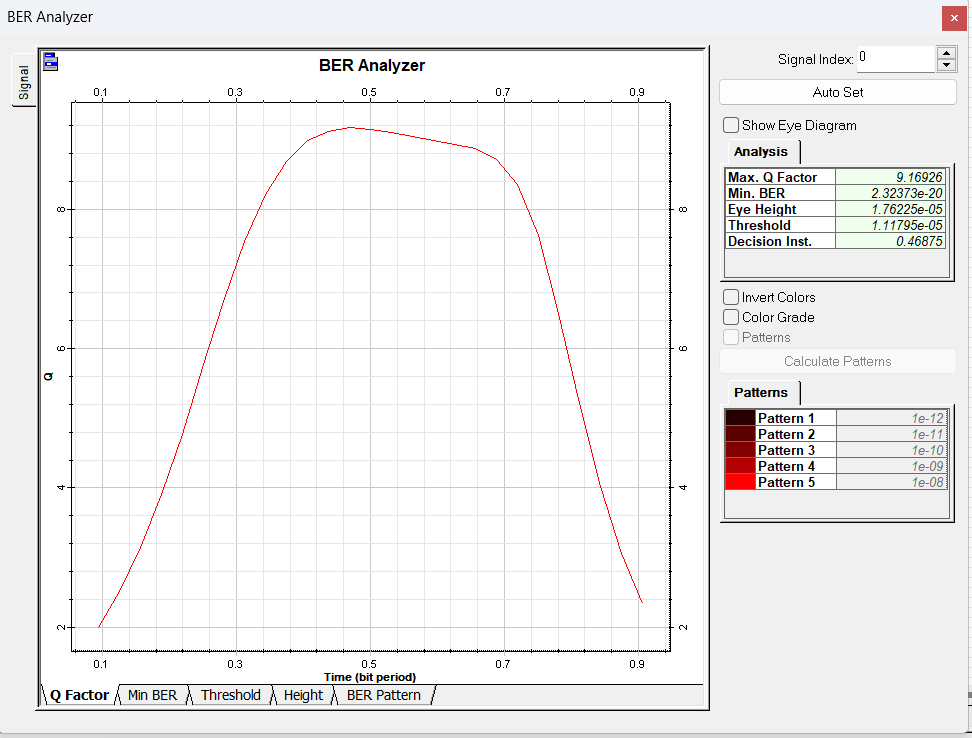 BER Analyzer
Signal
BER Analyzer
0.1 0.3 0.5 0.7 0.9
8 8
6 6
Q
4 4
2 2
0.1 0.3 0.5 0.7 0.9
Time (bit period)
Q Factor Min BER Threshold Height BER Pattern
Signal Index: 0
Auto Set
Show Eye Diagram
Analysis
Max. Q Factor 9.16926
Min. BER 2.32373e-20
Eye Height 1.76225e-05
Threshold 1.11795e-05
Decision Inst. 0.46875
Invert Colors
Color Grade
Patterns
Calculate Patterns
Patterns
Pattern 1 1e-12
Pattern 2 1e-11
Pattern 3 1e-10
Pattern 4 1e-09
Pattern 5 1e-08